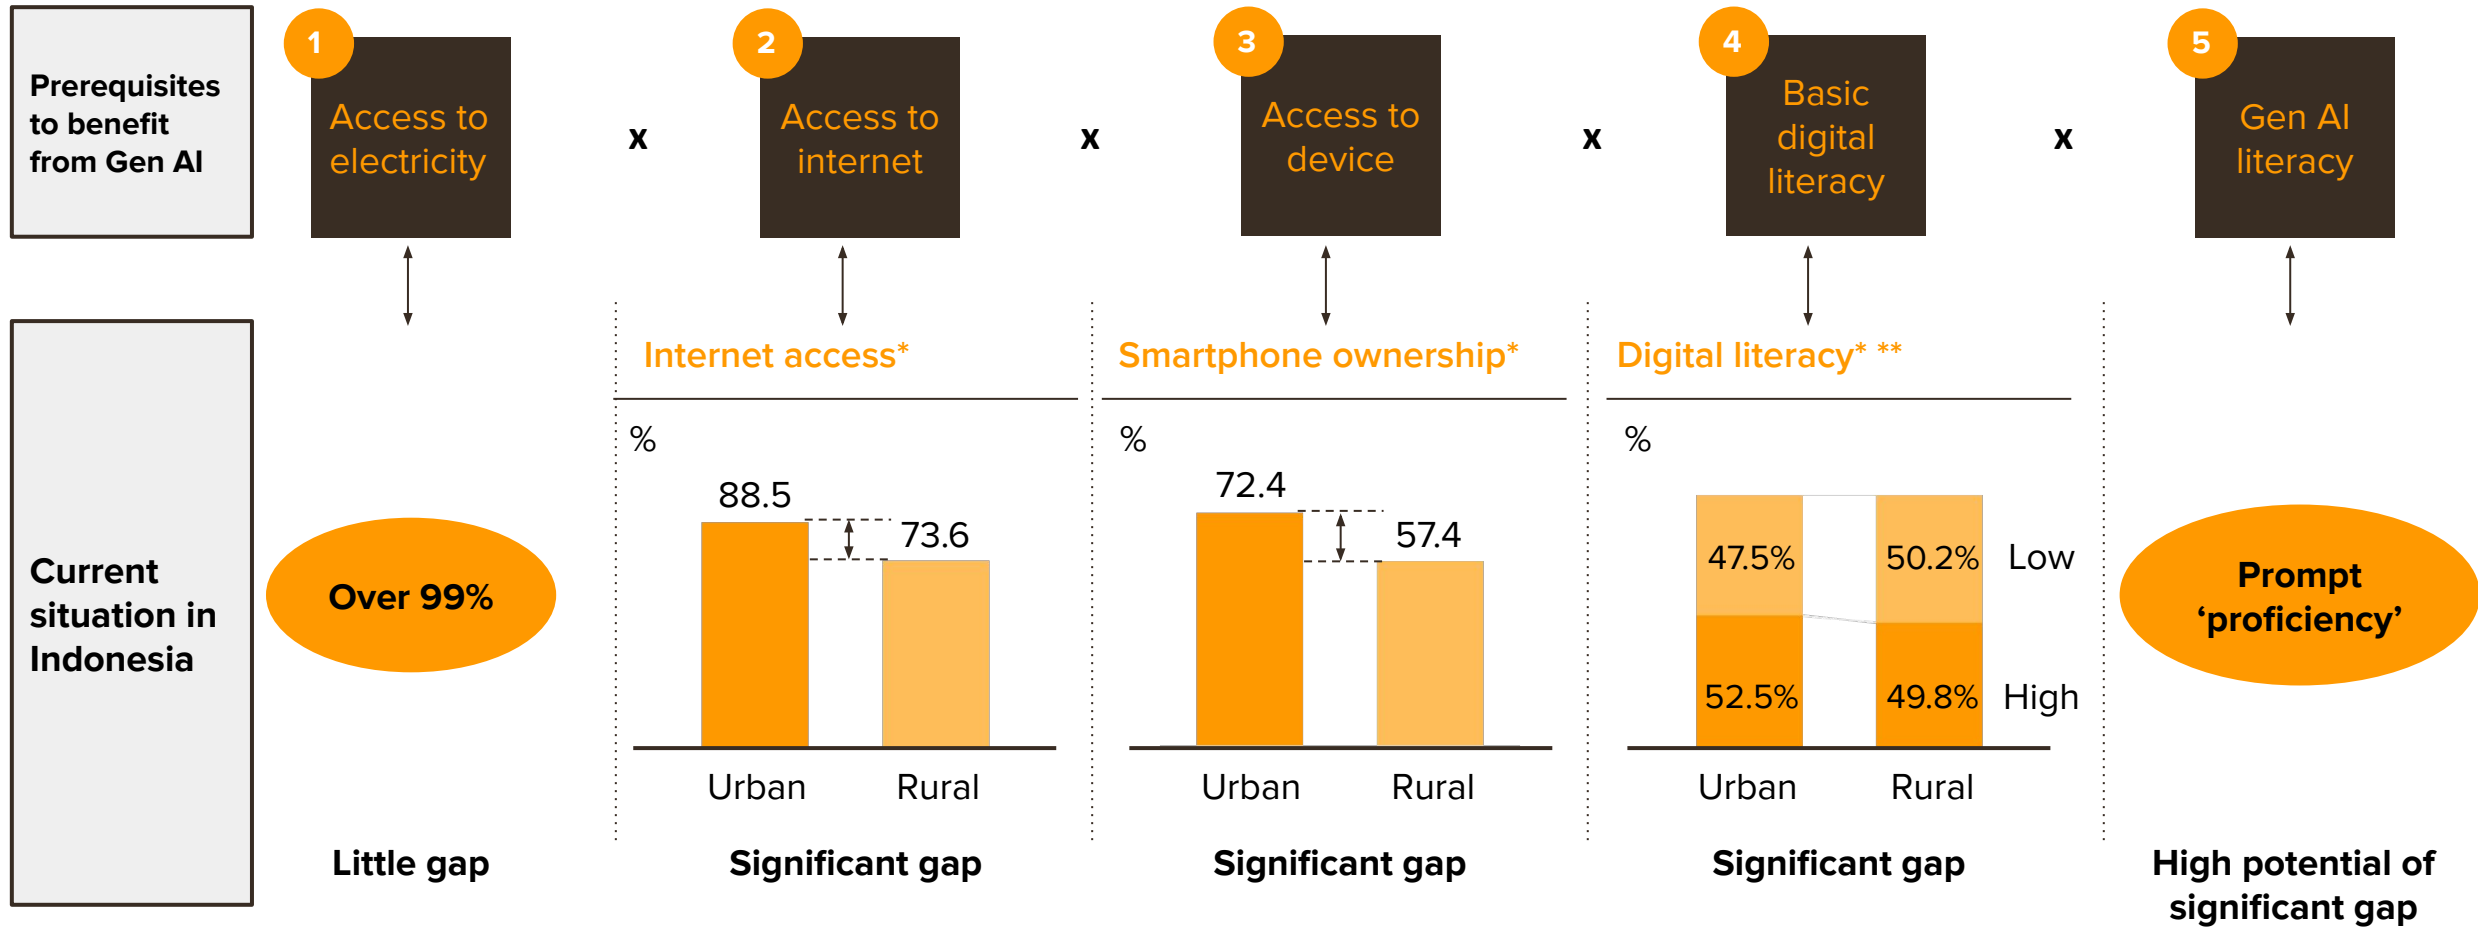 Prerequisites
to benefit
from Gen AI
1
Access to
electricity
x
2
Access to
internet
x
3
Access to
device
x
4
Basic
digital
literacy
x
5
Gen AI
literacy
Current
situation in
Indonesia
Over 99%
Little gap
Internet access*
%
88.5
73.6
Urban
Rural
Significant gap
Smartphone ownership*
%
72.4
57.4
Urban
Rural
Significant gap
Digital literacy* **
%
47.5%
50.2%
Low
52.5%
49.8%
High
Urban
Rural
Significant gap
Prompt
‘proficiency’
High potential of
significant gap